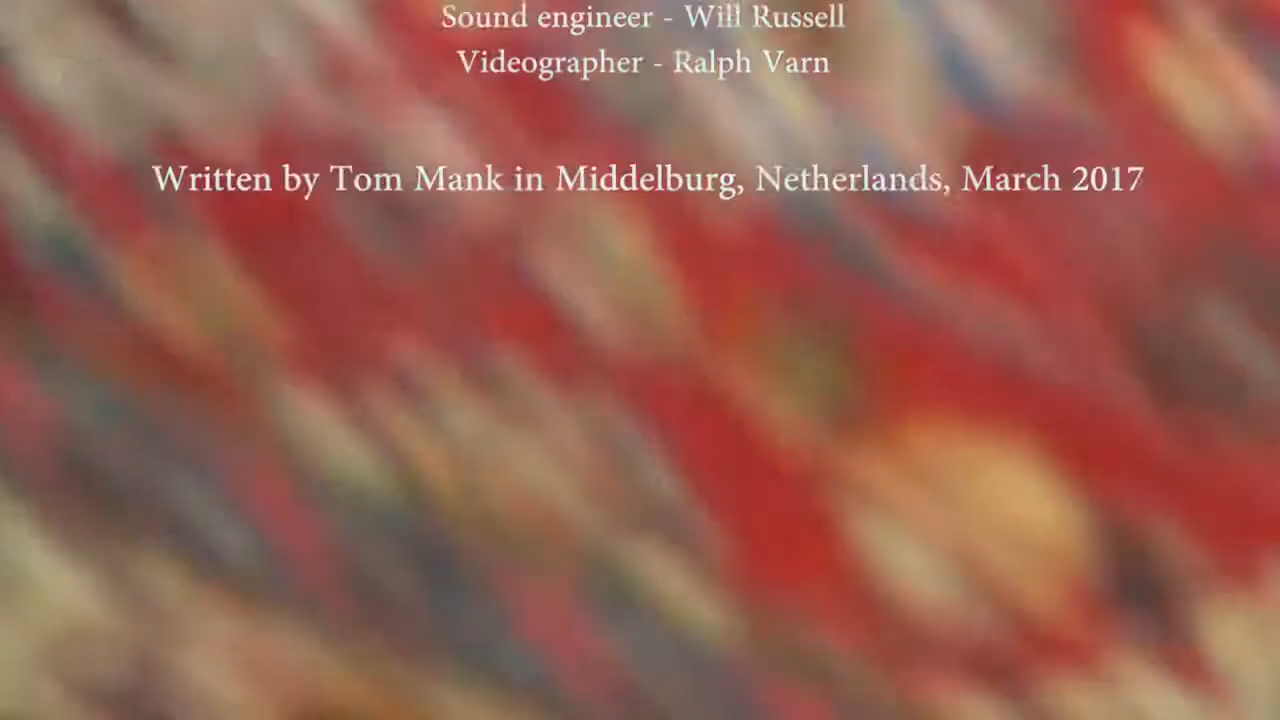 Sound engineer - Will Russell
Videographer - Ralph Varn
Written by Tom Mank in Middelburg, Netherlands, March 2017